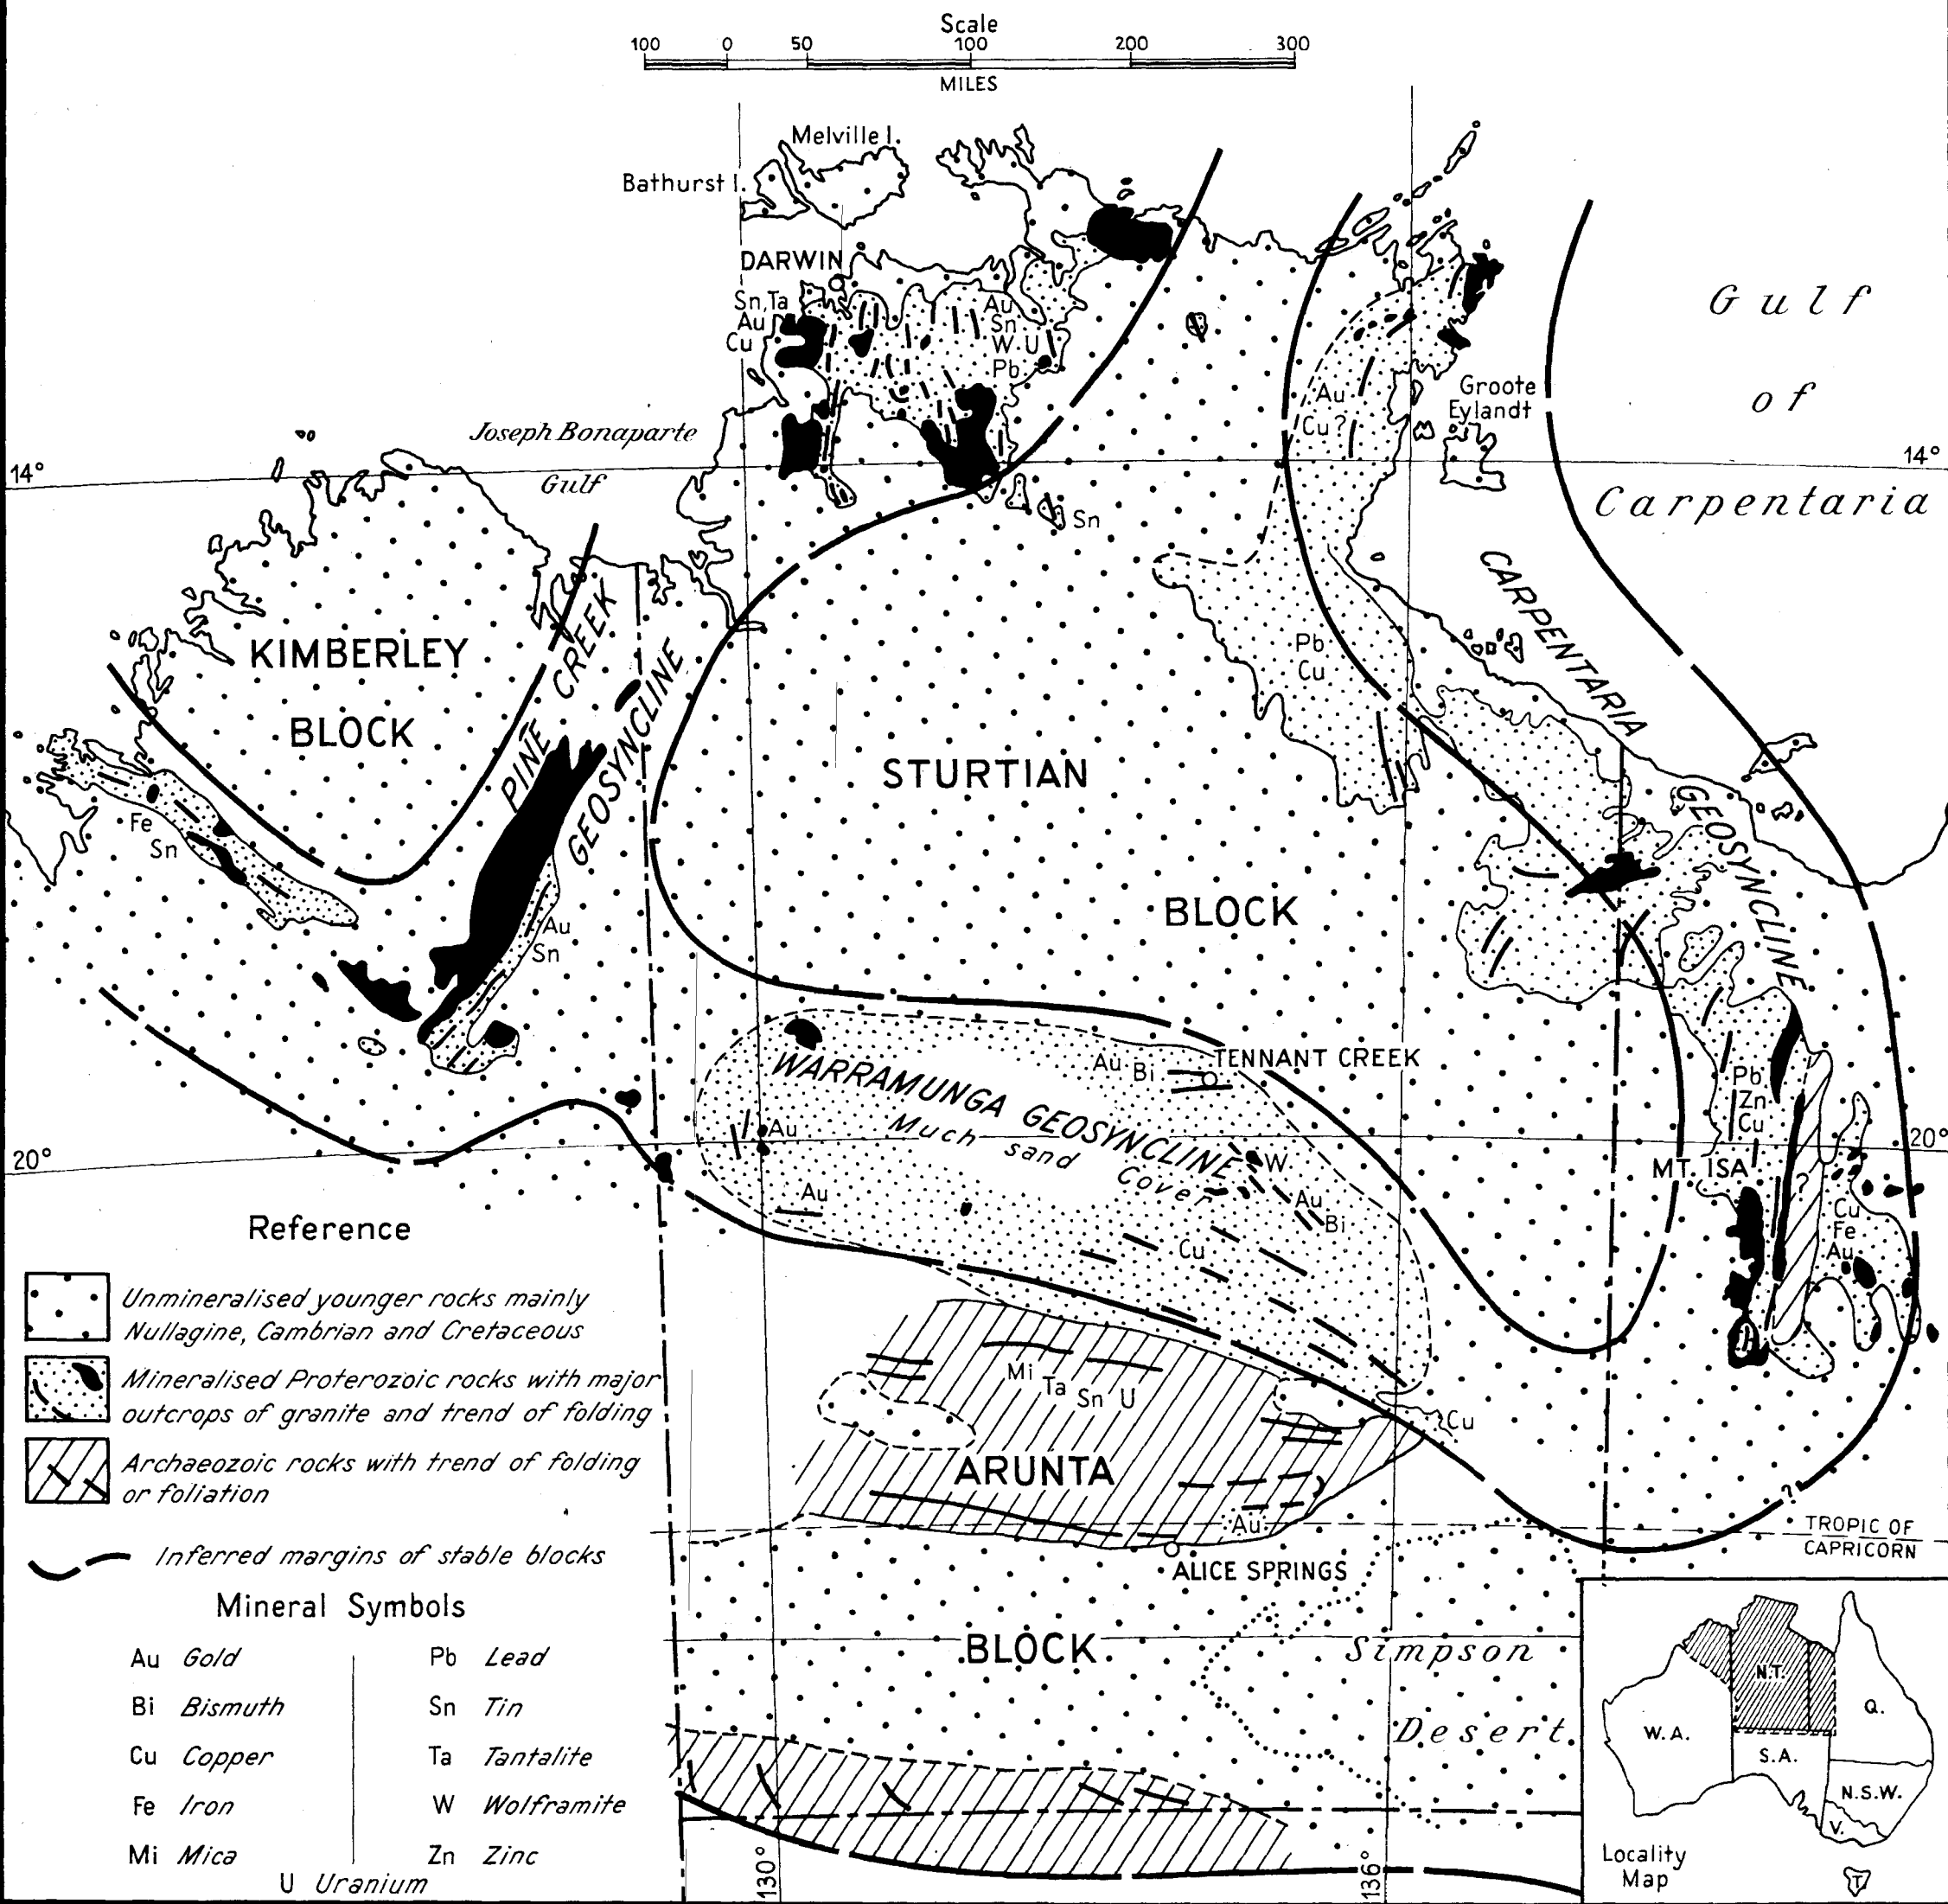 Scale
100 0 50 100 200 300
MILES
Melville I.
Bathurst I.
DARWIN
Sn,Ta
Au
Cu
Au
Sn
W U
Pb
Gulf
of
Carpentaria
Groote
Eylandt
Au
Cu?
Joseph Bonaparte
Gulf
14°
14°
Sn
KIMBERLEY
BLOCK
PINE CREEK
GEOSYNCLINE
CARPENTARIA
GEOSYNCLINE
Pb
Cu
STURTIAN
BLOCK
Fe
Sn
Au
Sn
WARRAMUNGA GEOSYNCLINE
Much sand Cover
Au Bi
TENNANT CREEK
Au
Au
W
Au
Bi
Cu
Pb
Zn
Cu
MT. ISA
?
Cu
Fe
Au
20°
20°
Mi Ta Sn U
Cu
ARUNTA
Au
ALICE SPRINGS
?
TROPIC OF
CAPRICORN
BLOCK
Simpson
Desert
130°
136°
Reference
Unmineralised younger rocks mainly
Nullagine, Cambrian and Cretaceous
Mineralised Proterozoic rocks with major
outcrops of granite and trend of folding
Archaeozoic rocks with trend of folding
or foliation
Inferred margins of stable blocks
Mineral Symbols
Au Gold Pb Lead
Bi Bismuth Sn Tin
Cu Copper Ta Tantalite
Fe Iron W Wolframite
Mi Mica Zn Zinc
U Uranium
W.A.
N.T.
Q.
S.A.
N.S.W.
V.
T.
Locality
Map